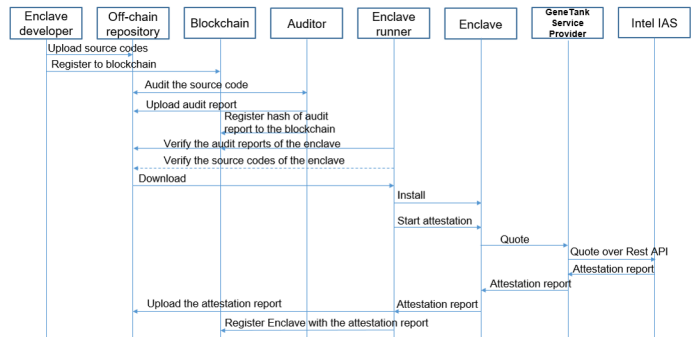 Enclave
developer
Off-chain
repository
Blockchain
Auditor
Enclave
runner
Enclave
GeneTank
Service
Provider
Intel IAS
Upload source codes
Register to blockchain
Audit the source code
Upload audit report
Register hash of audit
report to the blockchain
Verify the audit reports of the enclave
Verify the source codes of the enclave
Download
Install
Start attestation
Quote
Quote over Rest API
Attestation report
Attestation report
Upload the attestation report
Attestation report
Register Enclave with the attestation report